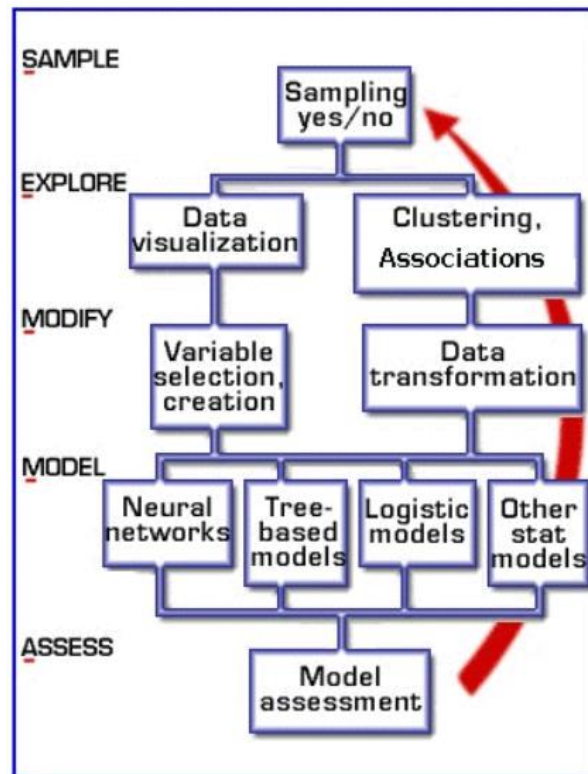 SAMPLE
Sampling
yes/no
EXPLORE
Data
visualization
Clustering,
Associations
MODIFY
Variable
selection,
creation
Data
transformation
MODEL
Neural
networks
Tree-
based
models
Logistic
models
Other
stat
models
ASSESS
Model
assessment